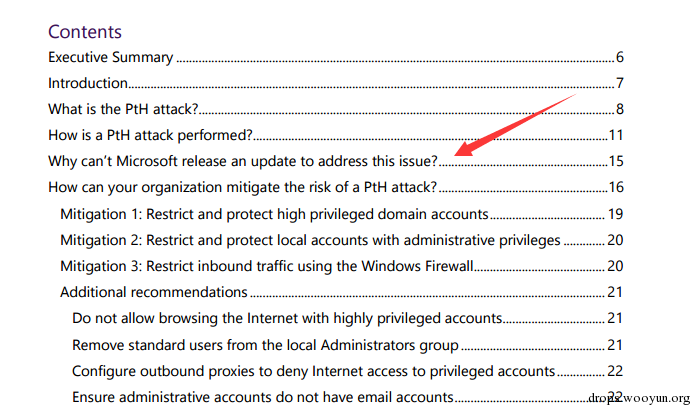 Contents
Executive Summary 6
Introduction 7
What is the PtH attack? 8
How is a PtH attack performed? 11
Why can’t Microsoft release an update to address this issue? 15
How can your organization mitigate the risk of a PtH attack? 16
Mitigation 1: Restrict and protect high privileged domain accounts 19
Mitigation 2: Restrict and protect local accounts with administrative privileges 20
Mitigation 3: Restrict inbound traffic using the Windows Firewall 20
Additional recommendations 21
Do not allow browsing the Internet with highly privileged accounts 21
Remove standard users from the local Administrators group 21
Configure outbound proxies to deny Internet access to privileged accounts 22
Ensure administrative accounts do not have email accounts 22
drops.wooyun.org